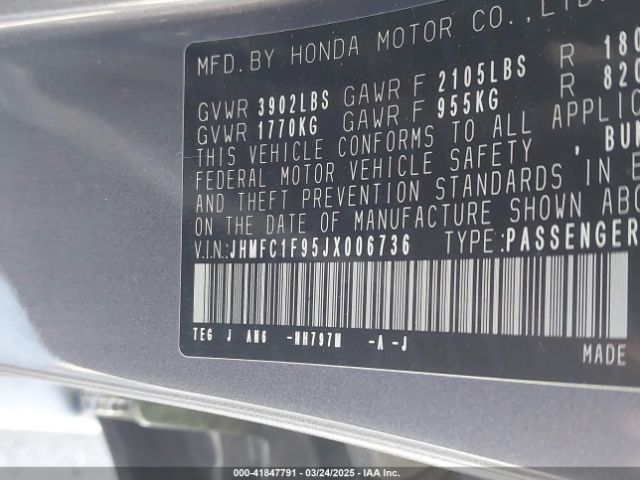 MFD.BY HONDA MOTOR CO.,LTD.
GVWR 3902LBS GAWR F 2105LBS R 180
GVWR 1770KG GAWR F 955KG R 820
THIS VEHICLE CONFORMS TO ALL APPLIC
FEDERAL MOTOR VEHICLE SAFETY , BUM
AND THEFT PREVENTION STANDARDS IN E
ON THE DATE OF MANUFACTURE SHOWN ABO
V.I.N: JHMFC1F95JX006736 TYPE: PASSENGER
TEG J AN6 -NH797M -A -J
MADE
000-41847791 - 03/24/2025 - IAA Inc.